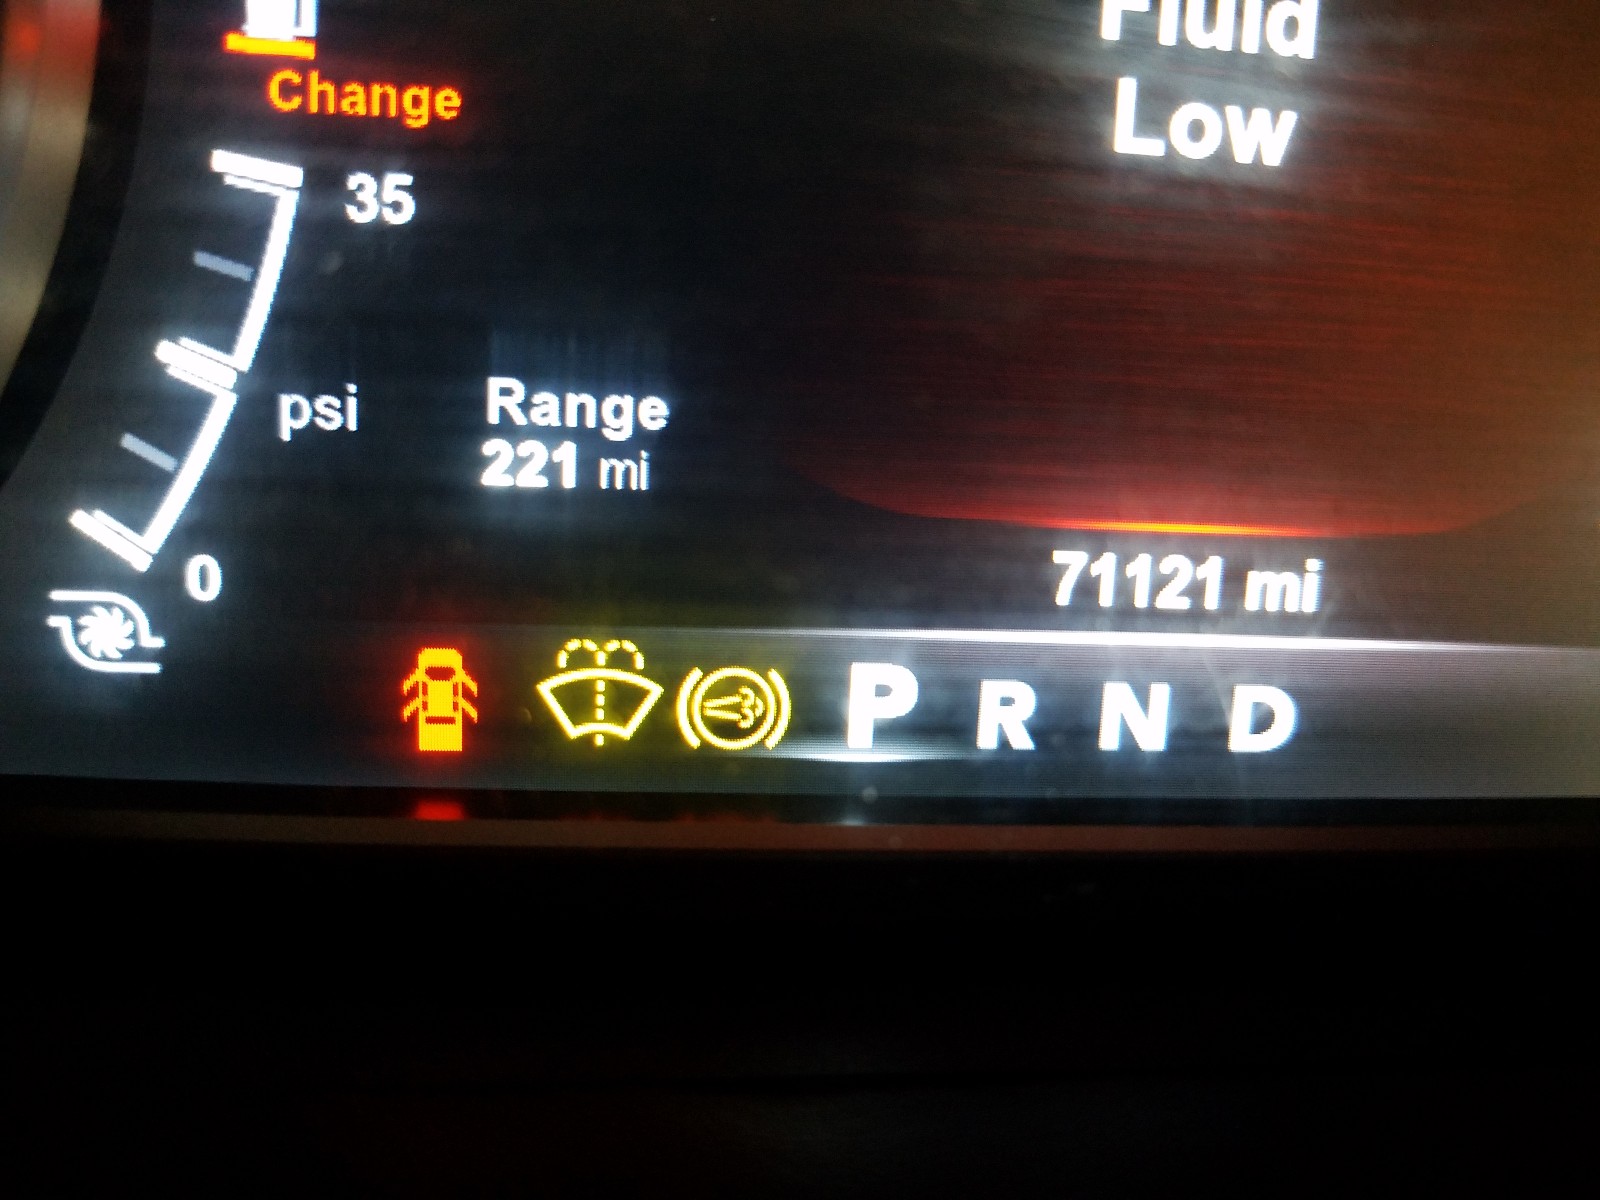 Change
Fluid
Low
35
psi
Range
221 mi
0
71121 mi
P R N D